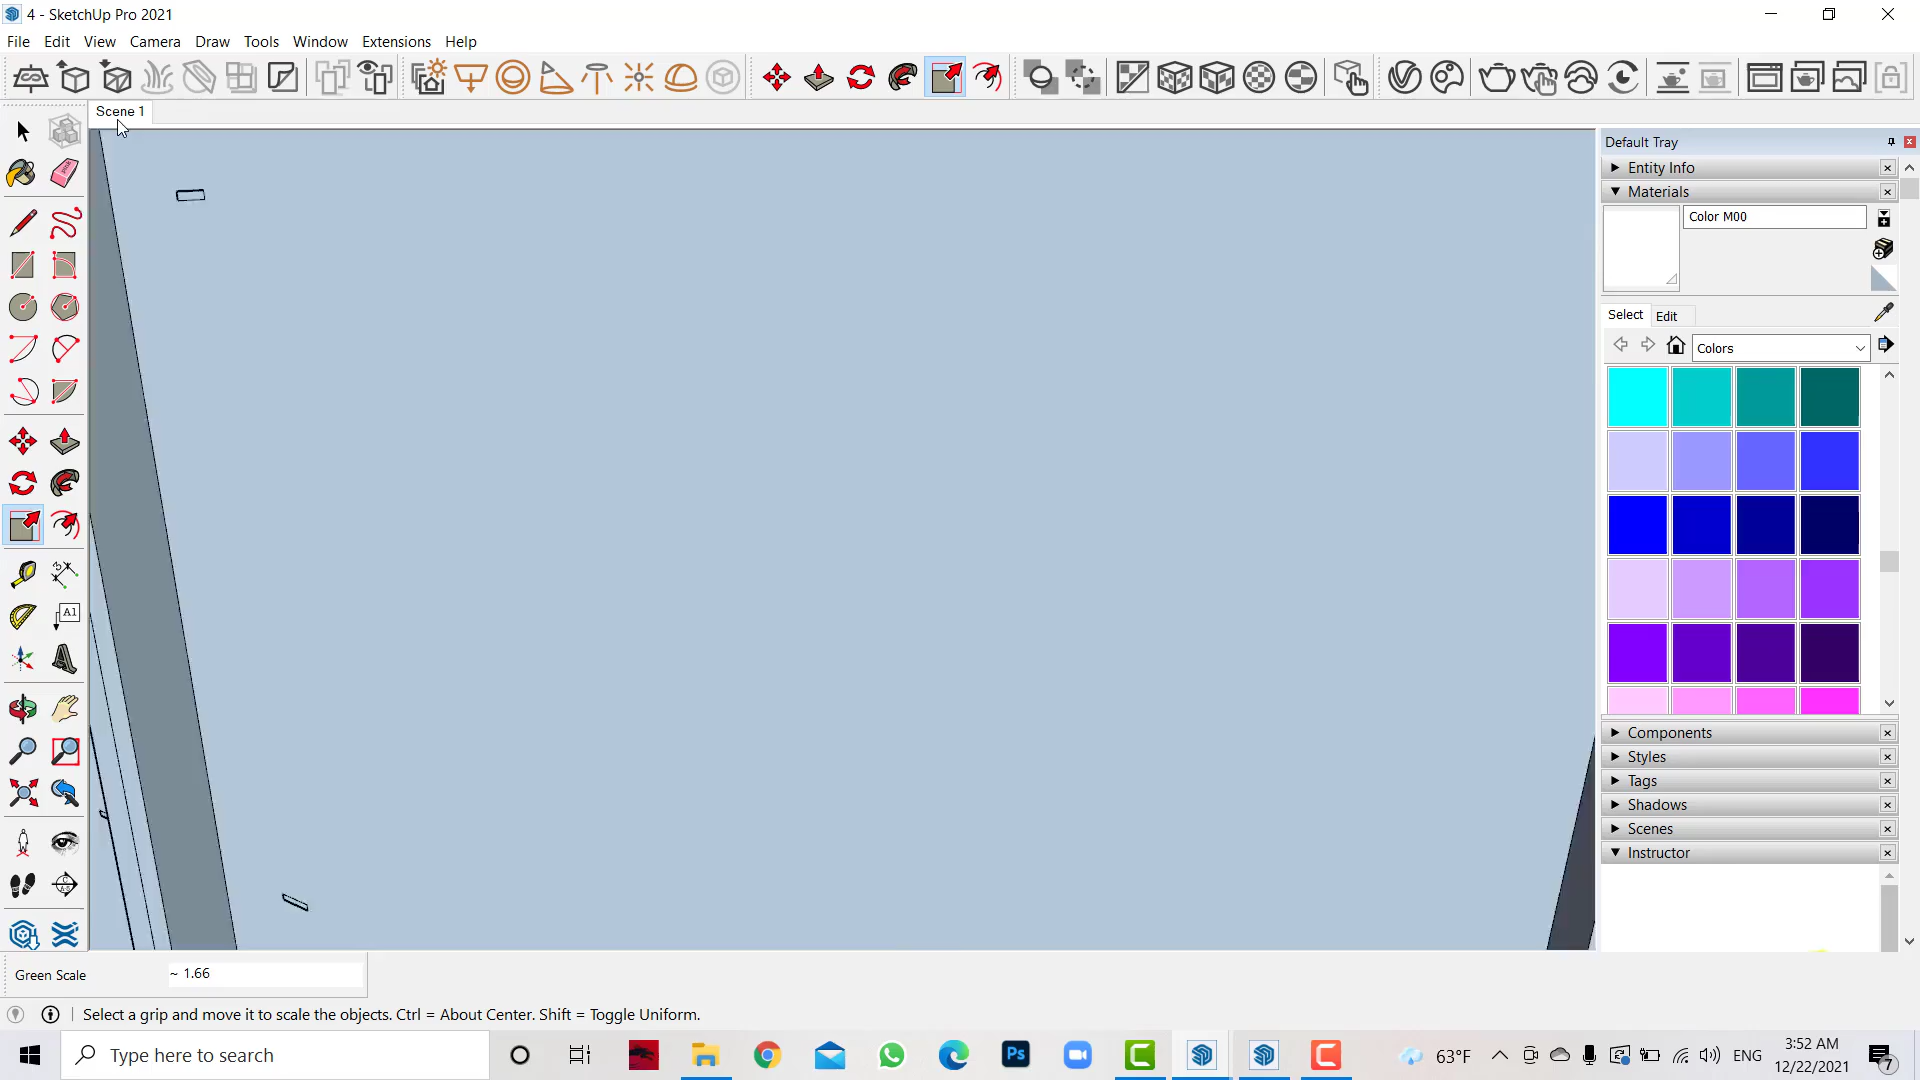 4 - SketchUp Pro 2021
File Edit View Camera Draw Tools Window Extensions Help
Scene 1
Default Tray
Entity Info
Materials
Color M00
Select Edit
Colors
Components
Styles
Tags
Shadows
Scenes
Instructor
A1
Green Scale ~ 1.66
Select a grip and move it to scale the objects. Ctrl = About Center. Shift = Toggle Uniform.
Type here to search
Ps
63°F
ENG
3:52 AM
12/22/2021
7